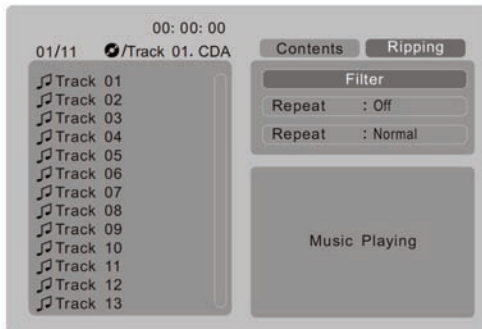 00: 00: 00
01/11 /Track 01. CDA
Contents Ripping
Track 01
Track 02
Track 03
Track 04
Track 05
Track 06
Track 07
Track 08
Track 09
Track 10
Track 11
Track 12
Track 13
Filter
Repeat : Off
Repeat : Normal
Music Playing